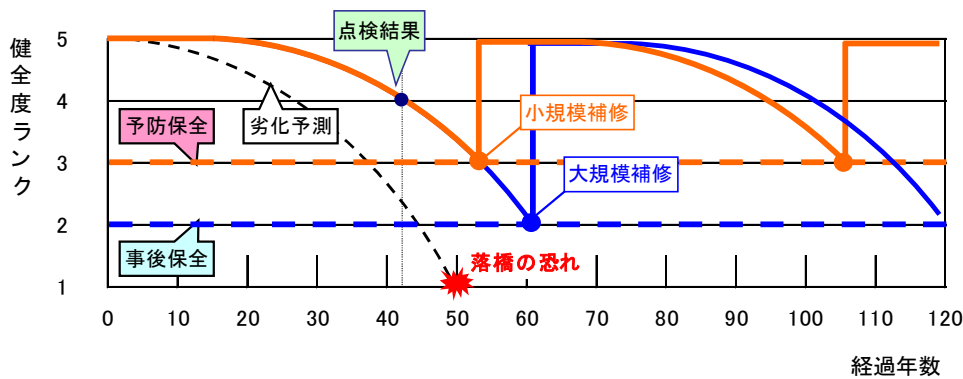 健全度ランク
5
4
3
2
1
点検結果
予防保全
劣化予測
小規模補修
大規模補修
事後保全
落橋の恐れ
0 10 20 30 40 50 60 70 80 90 100 110 120
経過年数